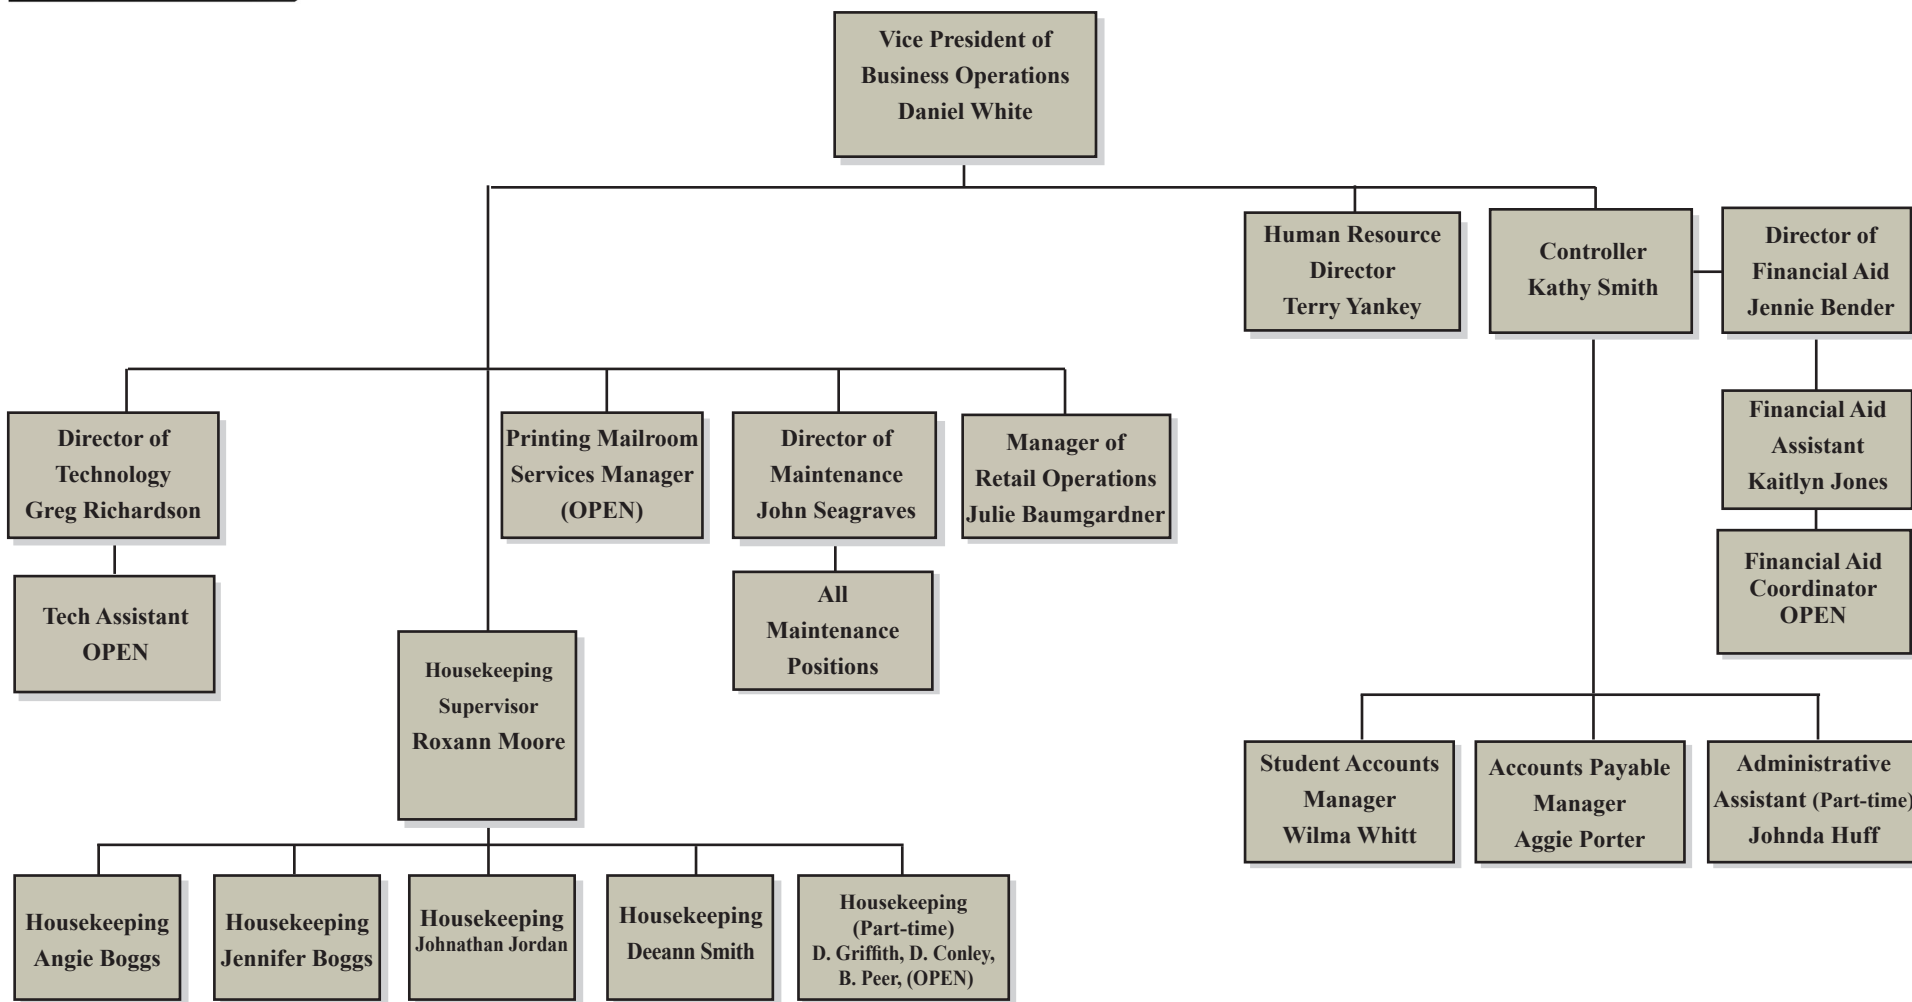 Vice President of
Business Operations
Daniel White
Human Resource
Director
Terry Yankey
Controller
Kathy Smith
Director of
Financial Aid
Jennie Bender
Director of
Technology
Greg Richardson
Printing Mailroom
Services Manager
(OPEN)
Director of
Maintenance
John Seagraves
Manager of
Retail Operations
Julie Baumgardner
Financial Aid
Assistant
Kaitlyn Jones
Financial Aid
Coordinator
OPEN
Tech Assistant
OPEN
All
Maintenance
Positions
Housekeeping
Supervisor
Roxann Moore
Student Accounts
Manager
Wilma Whitt
Accounts Payable
Manager
Aggie Porter
Administrative
Assistant (Part-time)
Johnda Huff
Housekeeping
Angie Boggs
Housekeeping
Jennifer Boggs
Housekeeping
Johnathan Jordan
Housekeeping
Deeann Smith
Housekeeping
(Part-time)
D. Griffith, D. Conley,
B. Peer, (OPEN)